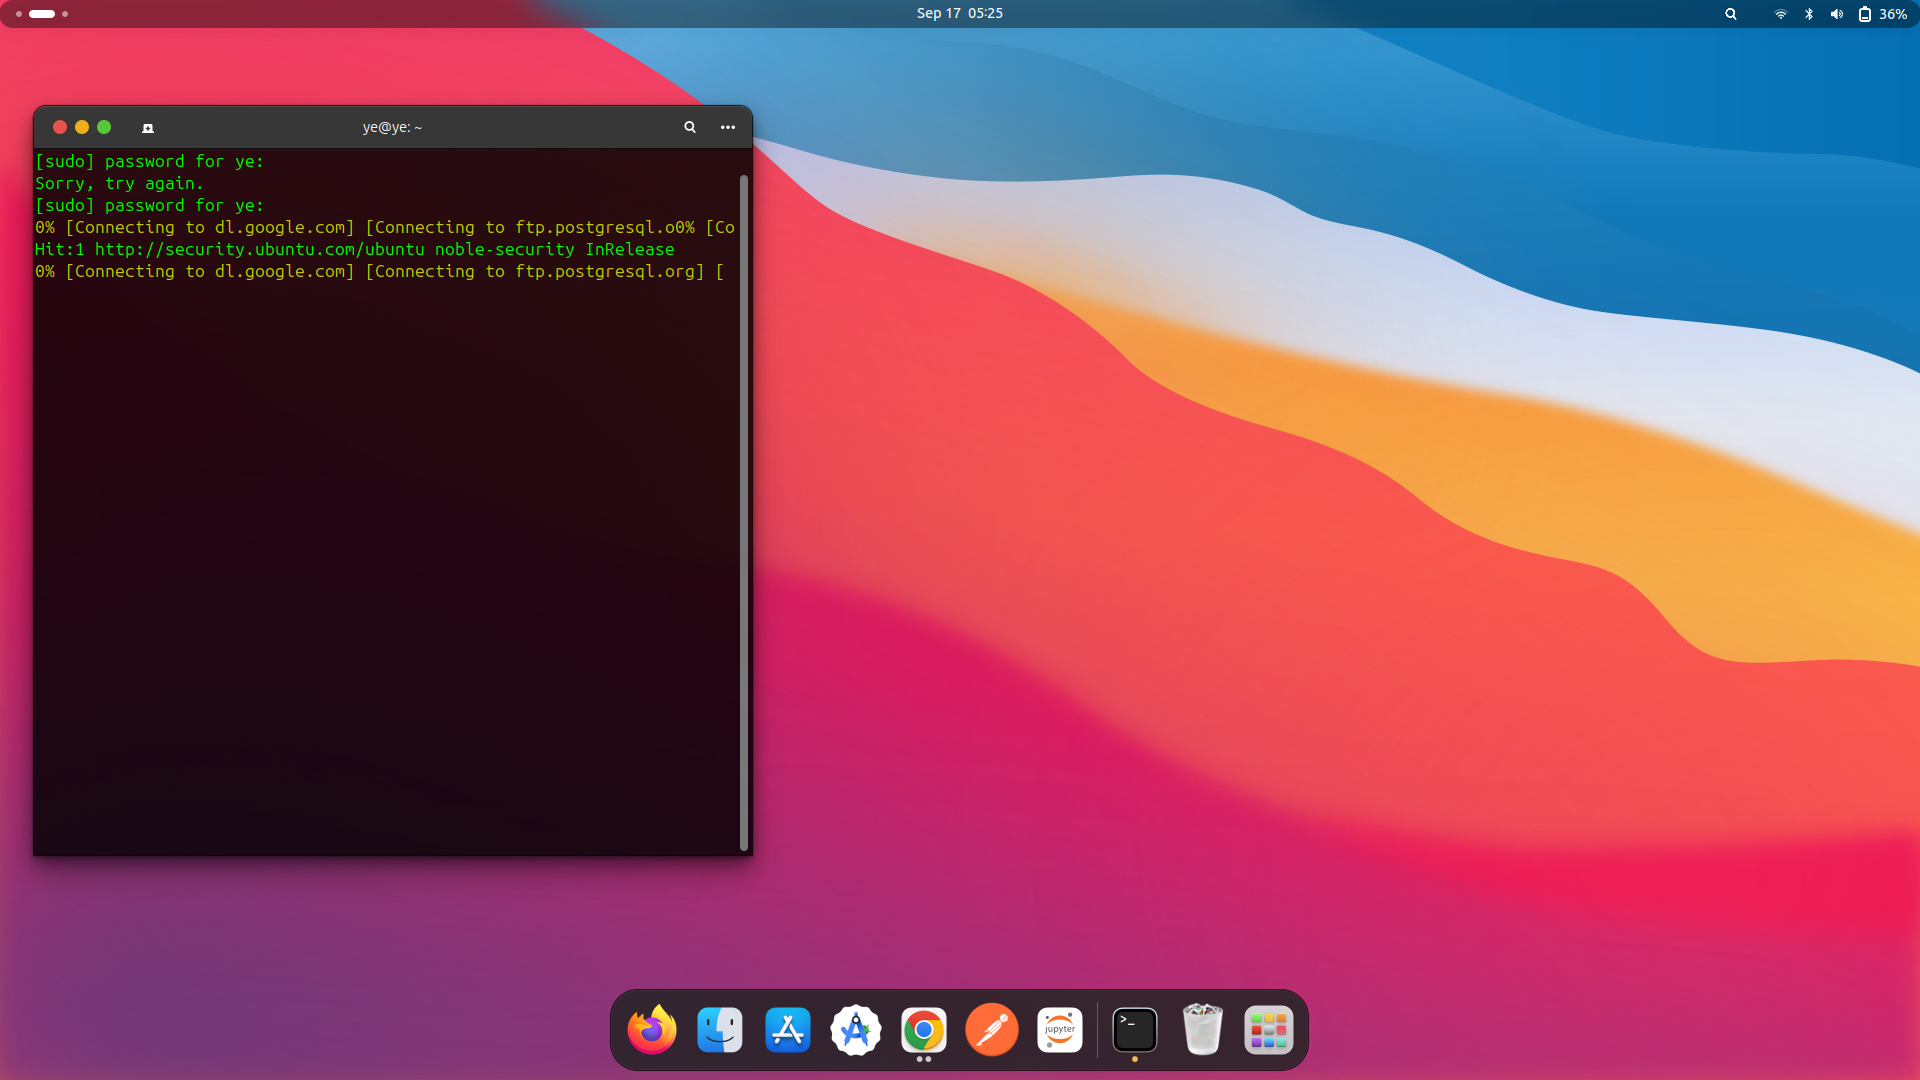 Sep 17 05:25
36%
ye@ye: ~
[sudo] password for ye:
Sorry, try again.
[sudo] password for ye:
0% [Connecting to dl.google.com] [Connecting to ftp.postgresql.o0% [Co
Hit:1 http://security.ubuntu.com/ubuntu noble-security InRelease
0% [Connecting to dl.google.com] [Connecting to ftp.postgresql.org] [
jupyter
>_